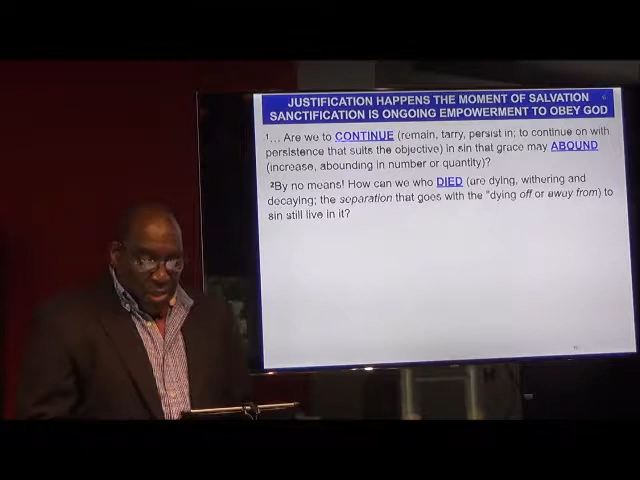 JUSTIFICATION HAPPENS THE MOMENT OF SALVATION
SANCTIFICATION IS ONGOING EMPOWERMENT TO OBEY GOD
1... Are we to CONTINUE (remain, tarry, persist in; to continue on with
persistence that suits the objective) in sin that grace may ABOUND
(increase, abounding in number or quantity)?
2By no means! How can we who DIED (are dying, withering and
decaying; the separation that goes with the "dying off or away from) to
sin still live in it?